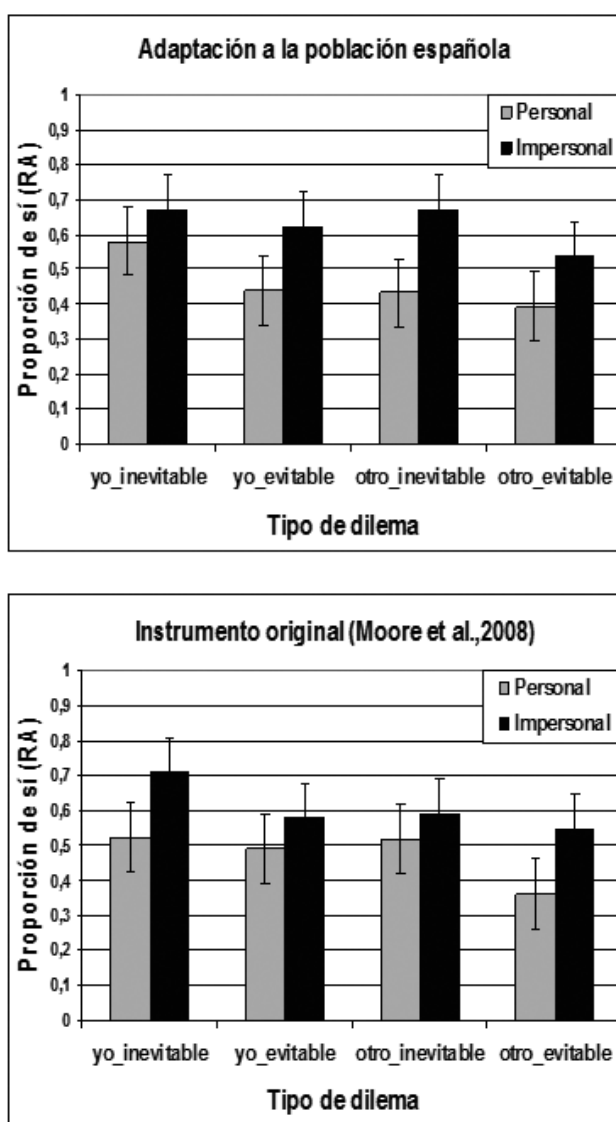 Adaptación a la población española
Personal
Impersonal
Proporción de sí (RA)
1
0,9
0,8
0,7
0,6
0,5
0,4
0,3
0,2
0,1
0
yo_inevitable yo_evitable otro_inevitable otro_evitable
Tipo de dilema
Instrumento original (Moore et al.,2008)
Personal
Impersonal
Proporción de sí (RA)
1
0,9
0,8
0,7
0,6
0,5
0,4
0,3
0,2
0,1
0
yo_inevitable yo_evitable otro_inevitable otro_evitable
Tipo de dilema